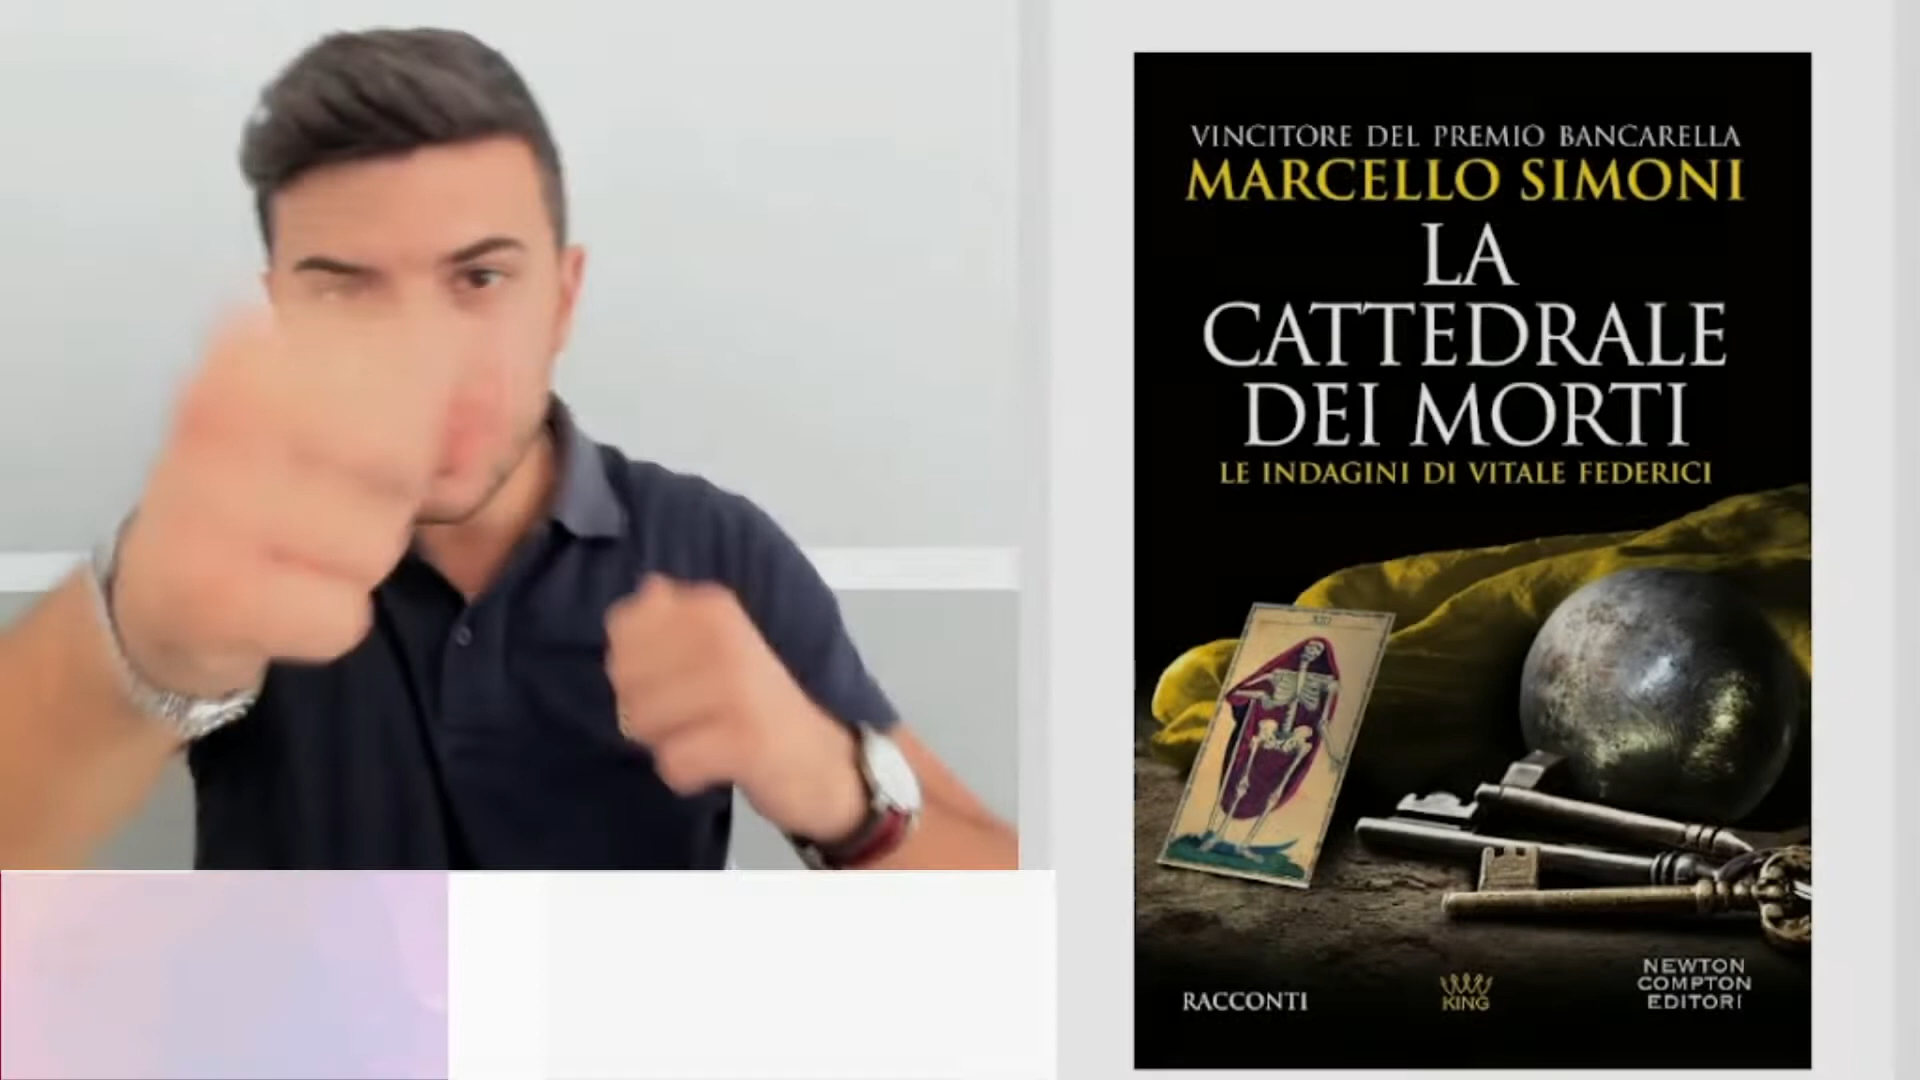 VINCITORE DEL PREMIO BANCARELLA
MARCELLO SIMONI
LA
CATTEDRALE
DEI MORTI
LE INDAGINI DI VITALE FEDERICI
XIII
RACCONTI
KING
NEWTON
COMPTON
EDITORI